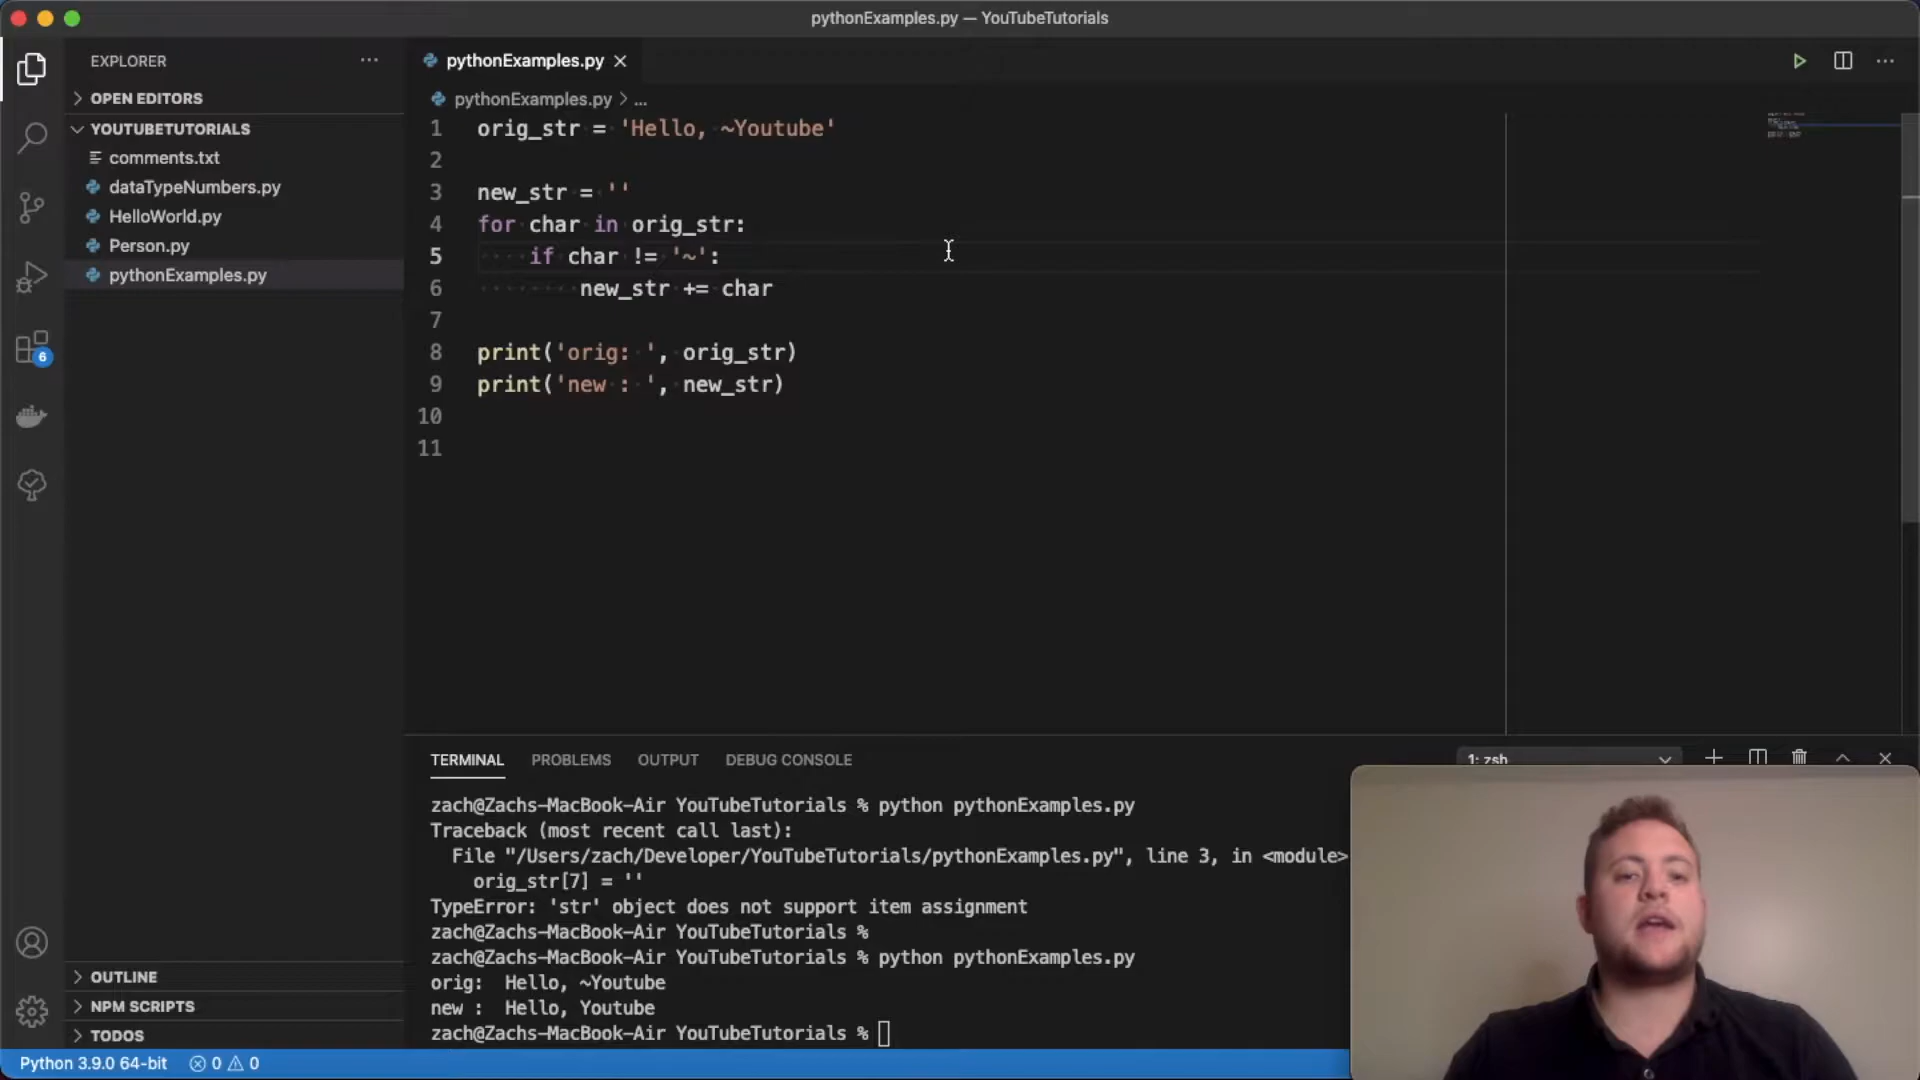 pythonExamples.py — YouTubeTutorials
EXPLORER
pythonExamples.py
OPEN EDITORS
pythonExamples.py > ...
YOUTUBETUTORIALS
comments.txt
dataTypeNumbers.py
HelloWorld.py
Person.py
pythonExamples.py
6
1 orig_str = 'Hello, ~Youtube'
2
3 new_str = ''
4 for char in orig_str:
5 if char != '~':
6 new_str += char
7
8 print('orig: ', orig_str)
9 print('new : ', new_str)
10
11
TERMINAL PROBLEMS OUTPUT DEBUG CONSOLE
1: zsh
zach@Zachs-MacBook-Air YouTubeTutorials % python pythonExamples.py
Traceback (most recent call last):
File "/Users/zach/Developer/YouTubeTutorials/pythonExamples.py", line 3, in <module>
orig_str[7] = ''
TypeError: 'str' object does not support item assignment
zach@Zachs-MacBook-Air YouTubeTutorials %
zach@Zachs-MacBook-Air YouTubeTutorials % python pythonExamples.py
orig:  Hello, ~Youtube
new :  Hello, Youtube
zach@Zachs-MacBook-Air YouTubeTutorials %
OUTLINE
NPM SCRIPTS
TODOS
Python 3.9.0 64-bit 0 0